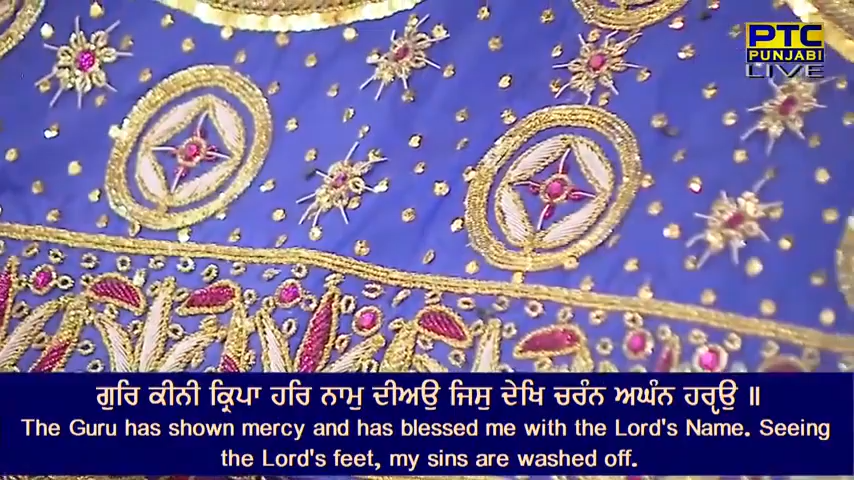 PTC
PUNJABI
LIVE
ਗੁਰਿ ਕੀਨੀ ਕ੍ਰਿਪਾ ਹਰਿ ਨਾਮੁ ਦੀਅਉ ਜਿਸੁ ਦੇਖਿ ਚਰੰਨ ਅਘੰਨ ਹਰੵਉ ॥
The Guru has shown mercy and has blessed me with the Lord's Name. Seeing
the Lord's feet, my sins are washed off.